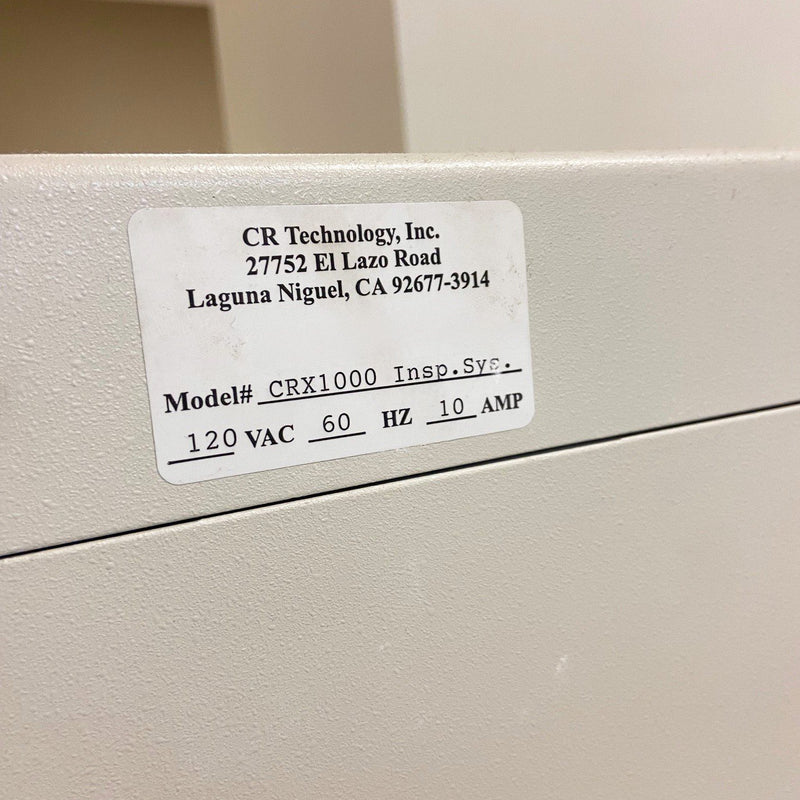 CR Technology, Inc.
27752 El Lazo Road
Laguna Niguel, CA 92677-3914
Model# CRX1000 Insp.Sys.
120 VAC 60 HZ 10 AMP